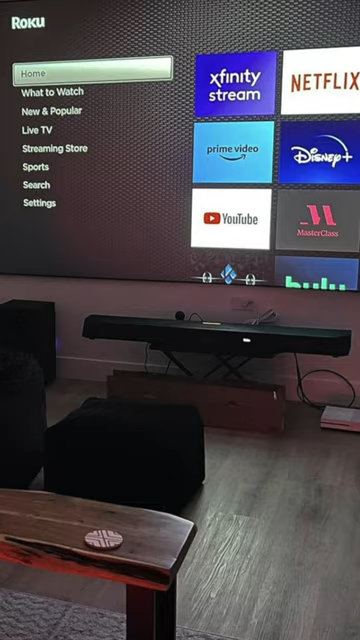 Roku
Home
What to Watch
New & Popular
Live TV
Streaming Store
Sports
Search
Settings
xfinity
stream
NETFLIX
prime video
Disney+
YouTube
MasterClass
hulu